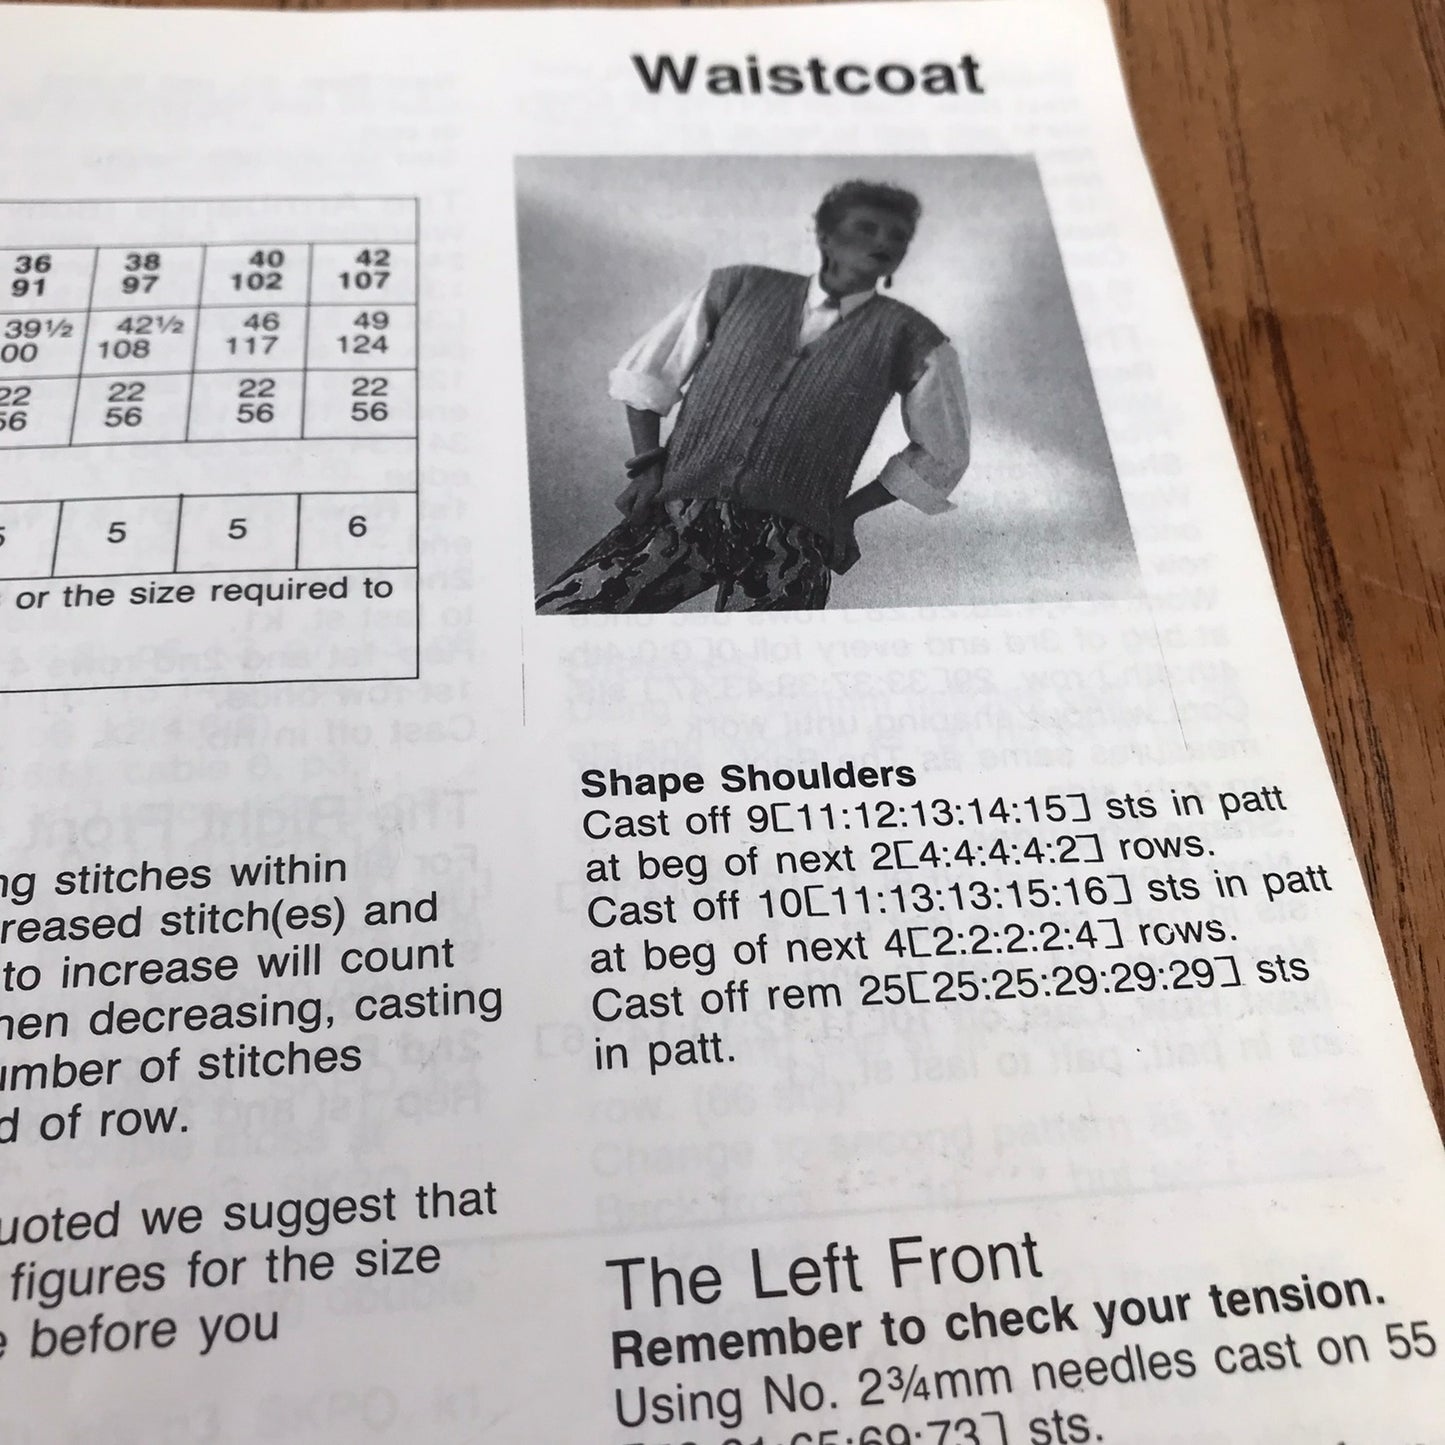 Waistcoat
36 38 40 42
91 97 102 107
39½ 42½ 46 49
00 108 117 124
22 22 22 22
56 56 56 56
5 5 6
or the size required to
stitches within
stitch(es) and
to increase will count
decreasing, casting
of stitches
of row.
we suggest that
figures for the size
before you
Shape Shoulders
Cast off 9[11:12:13:14:15] sts in patt
at beg of next 2[4:4:4:4:2] rows.
Cast off 10[11:13:13:15:16] sts in patt
at beg of next 4[2:2:2:2:4] rows.
Cast off rem 25[25:25:29:29:29] sts
in patt.
The Left Front
Remember to check your tension.
Using No. 2¾mm needles cast on 55
65:69:73] sts.